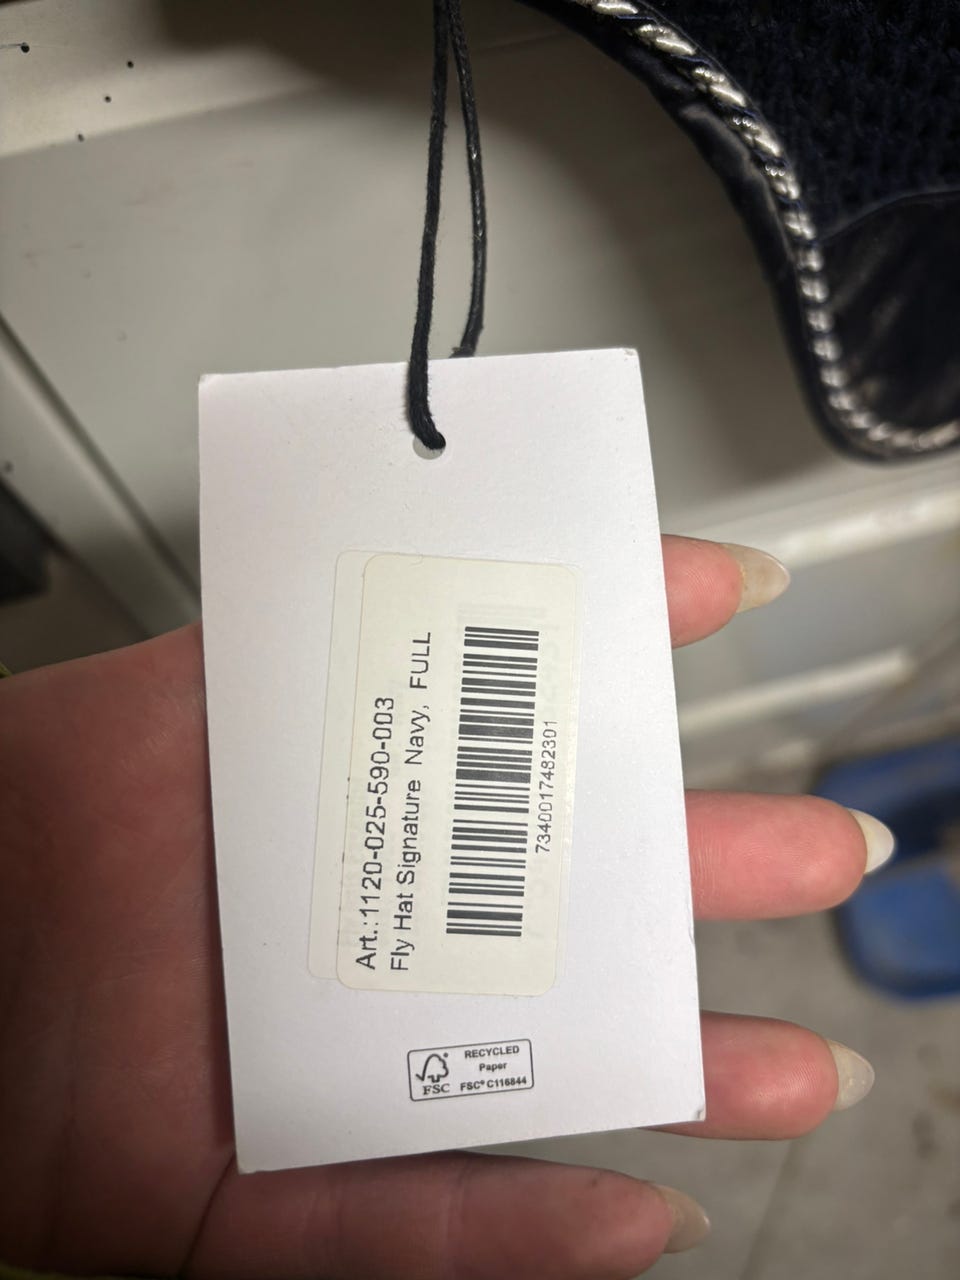 Art.:1120-025-590-003
Fly Hat Signature Navy, FULL
7340017482301
FSC
RECYCLED
Paper
FSC® C116844